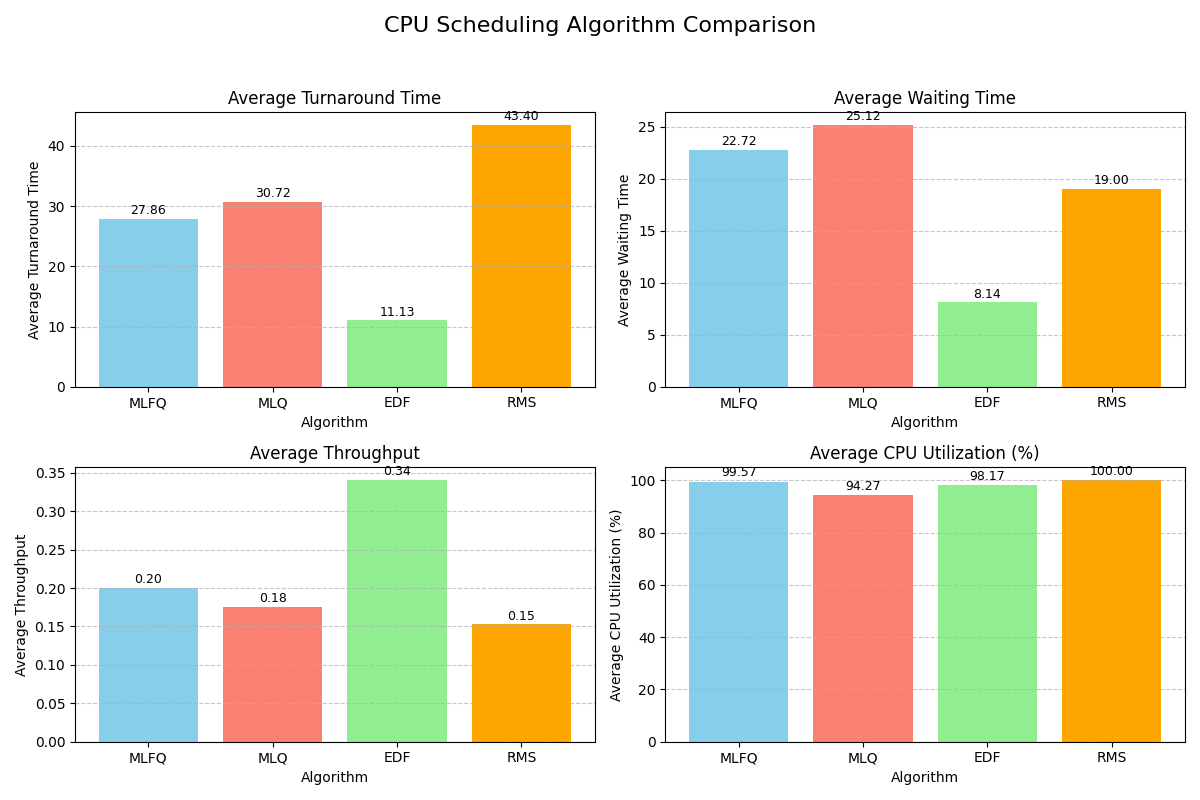 CPU Scheduling Algorithm Comparison
Average Turnaround Time
Average Turnaround Time
40
30
20
10
0
27.86
30.72
11.13
43.40
MLFQ MLQ EDF RMS
Algorithm
Average Waiting Time
Average Waiting Time
25
20
15
10
5
0
22.72
25.12
8.14
19.00
MLFQ MLQ EDF RMS
Algorithm
Average Throughput
Average Throughput
0.35
0.30
0.25
0.20
0.15
0.10
0.05
0.00
0.20
0.18
0.34
0.15
MLFQ MLQ EDF RMS
Algorithm
Average CPU Utilization (%)
Average CPU Utilization (%)
100
80
60
40
20
0
99.57
94.27
98.17
100.00
MLFQ MLQ EDF RMS
Algorithm